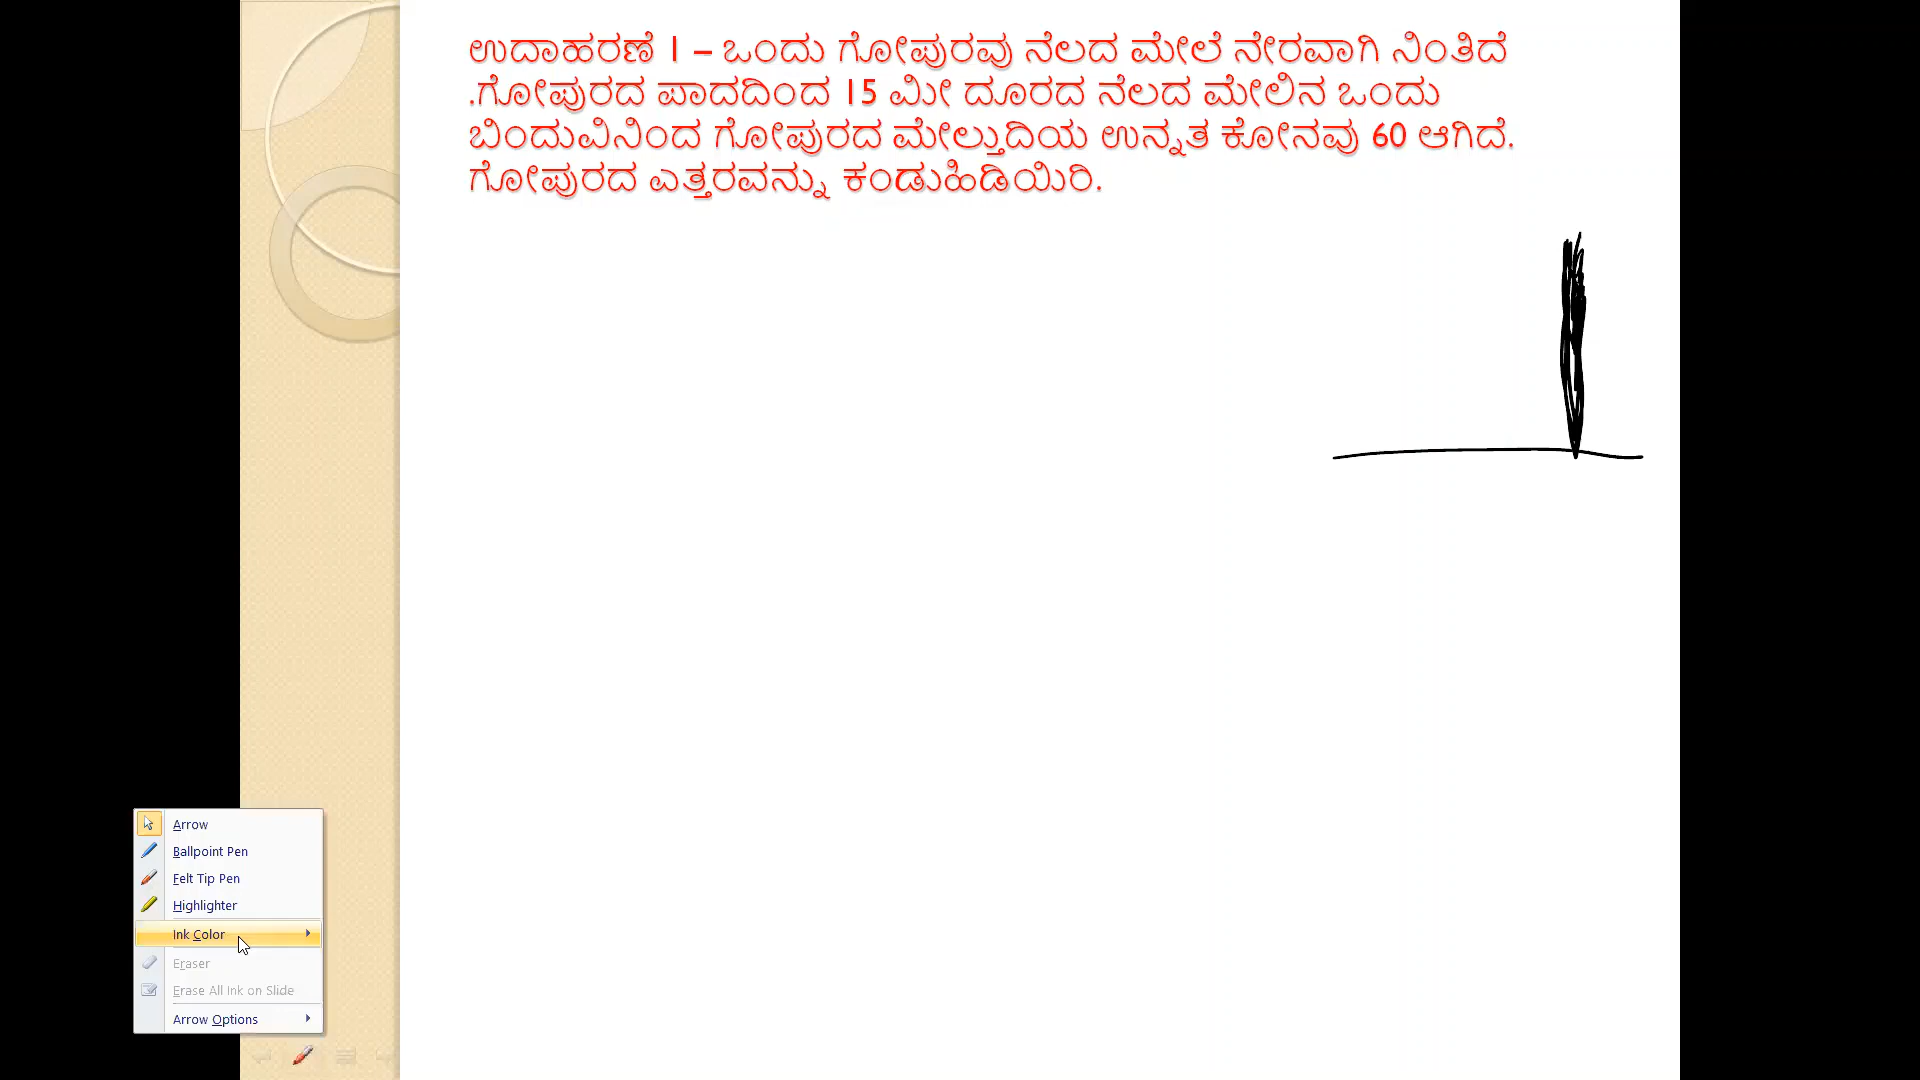 ಉದಾಹರಣೆ 1 – ಒಂದು ಗೋಪುರವು ನೆಲದ ಮೇಲೆ ನೇರವಾಗಿ ನಿಂತಿದೆ
.ಗೋಪುರದ ಪಾದದಿಂದ 15 ಮೀ ದೂರದ ನೆಲದ ಮೇಲಿನ ಒಂದು
ಬಿಂದುವಿನಿಂದ ಗೋಪುರದ ಮೇಲ್ತುದಿಯ ಉನ್ನತ ಕೋನವು 60 ಆಗಿದೆ.
ಗೋಪುರದ ಎತ್ತರವನ್ನು ಕಂಡುಹಿಡಿಯಿರಿ.
Arrow
Ballpoint Pen
Felt Tip Pen
Highlighter
Ink Color
Eraser
Erase All Ink on Slide
Arrow Options